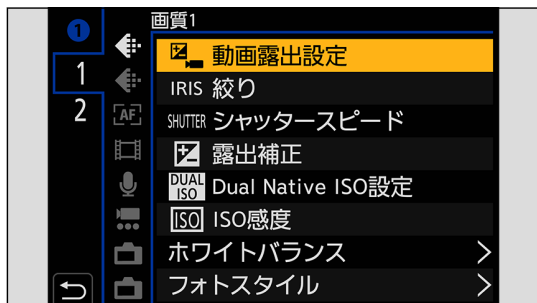 画質1
1
1
2
AF
動画露出設定
IRIS 絞り
SHUTTER シャッタースピード
露出補正
DUAL ISO Dual Native ISO設定
ISO ISO感度
ホワイトバランス
フォトスタイル